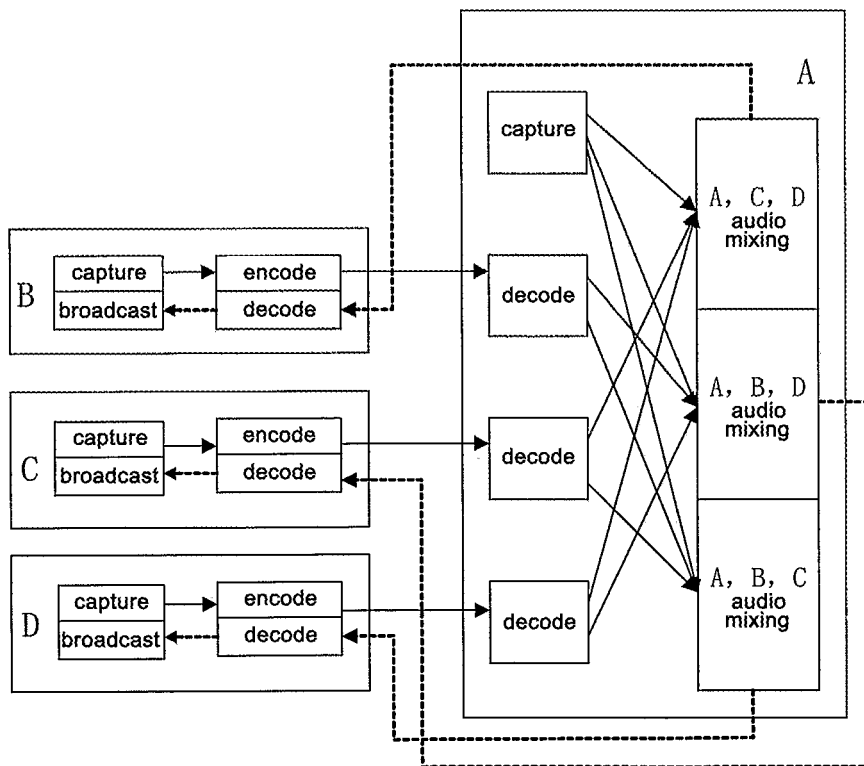 A
capture
A, C, D
audio
mixing
B
capture
encode
broadcast
decode
decode
A, B, D
audio
mixing
C
capture
encode
broadcast
decode
decode
A, B, C
audio
mixing
D
capture
encode
broadcast
decode
decode